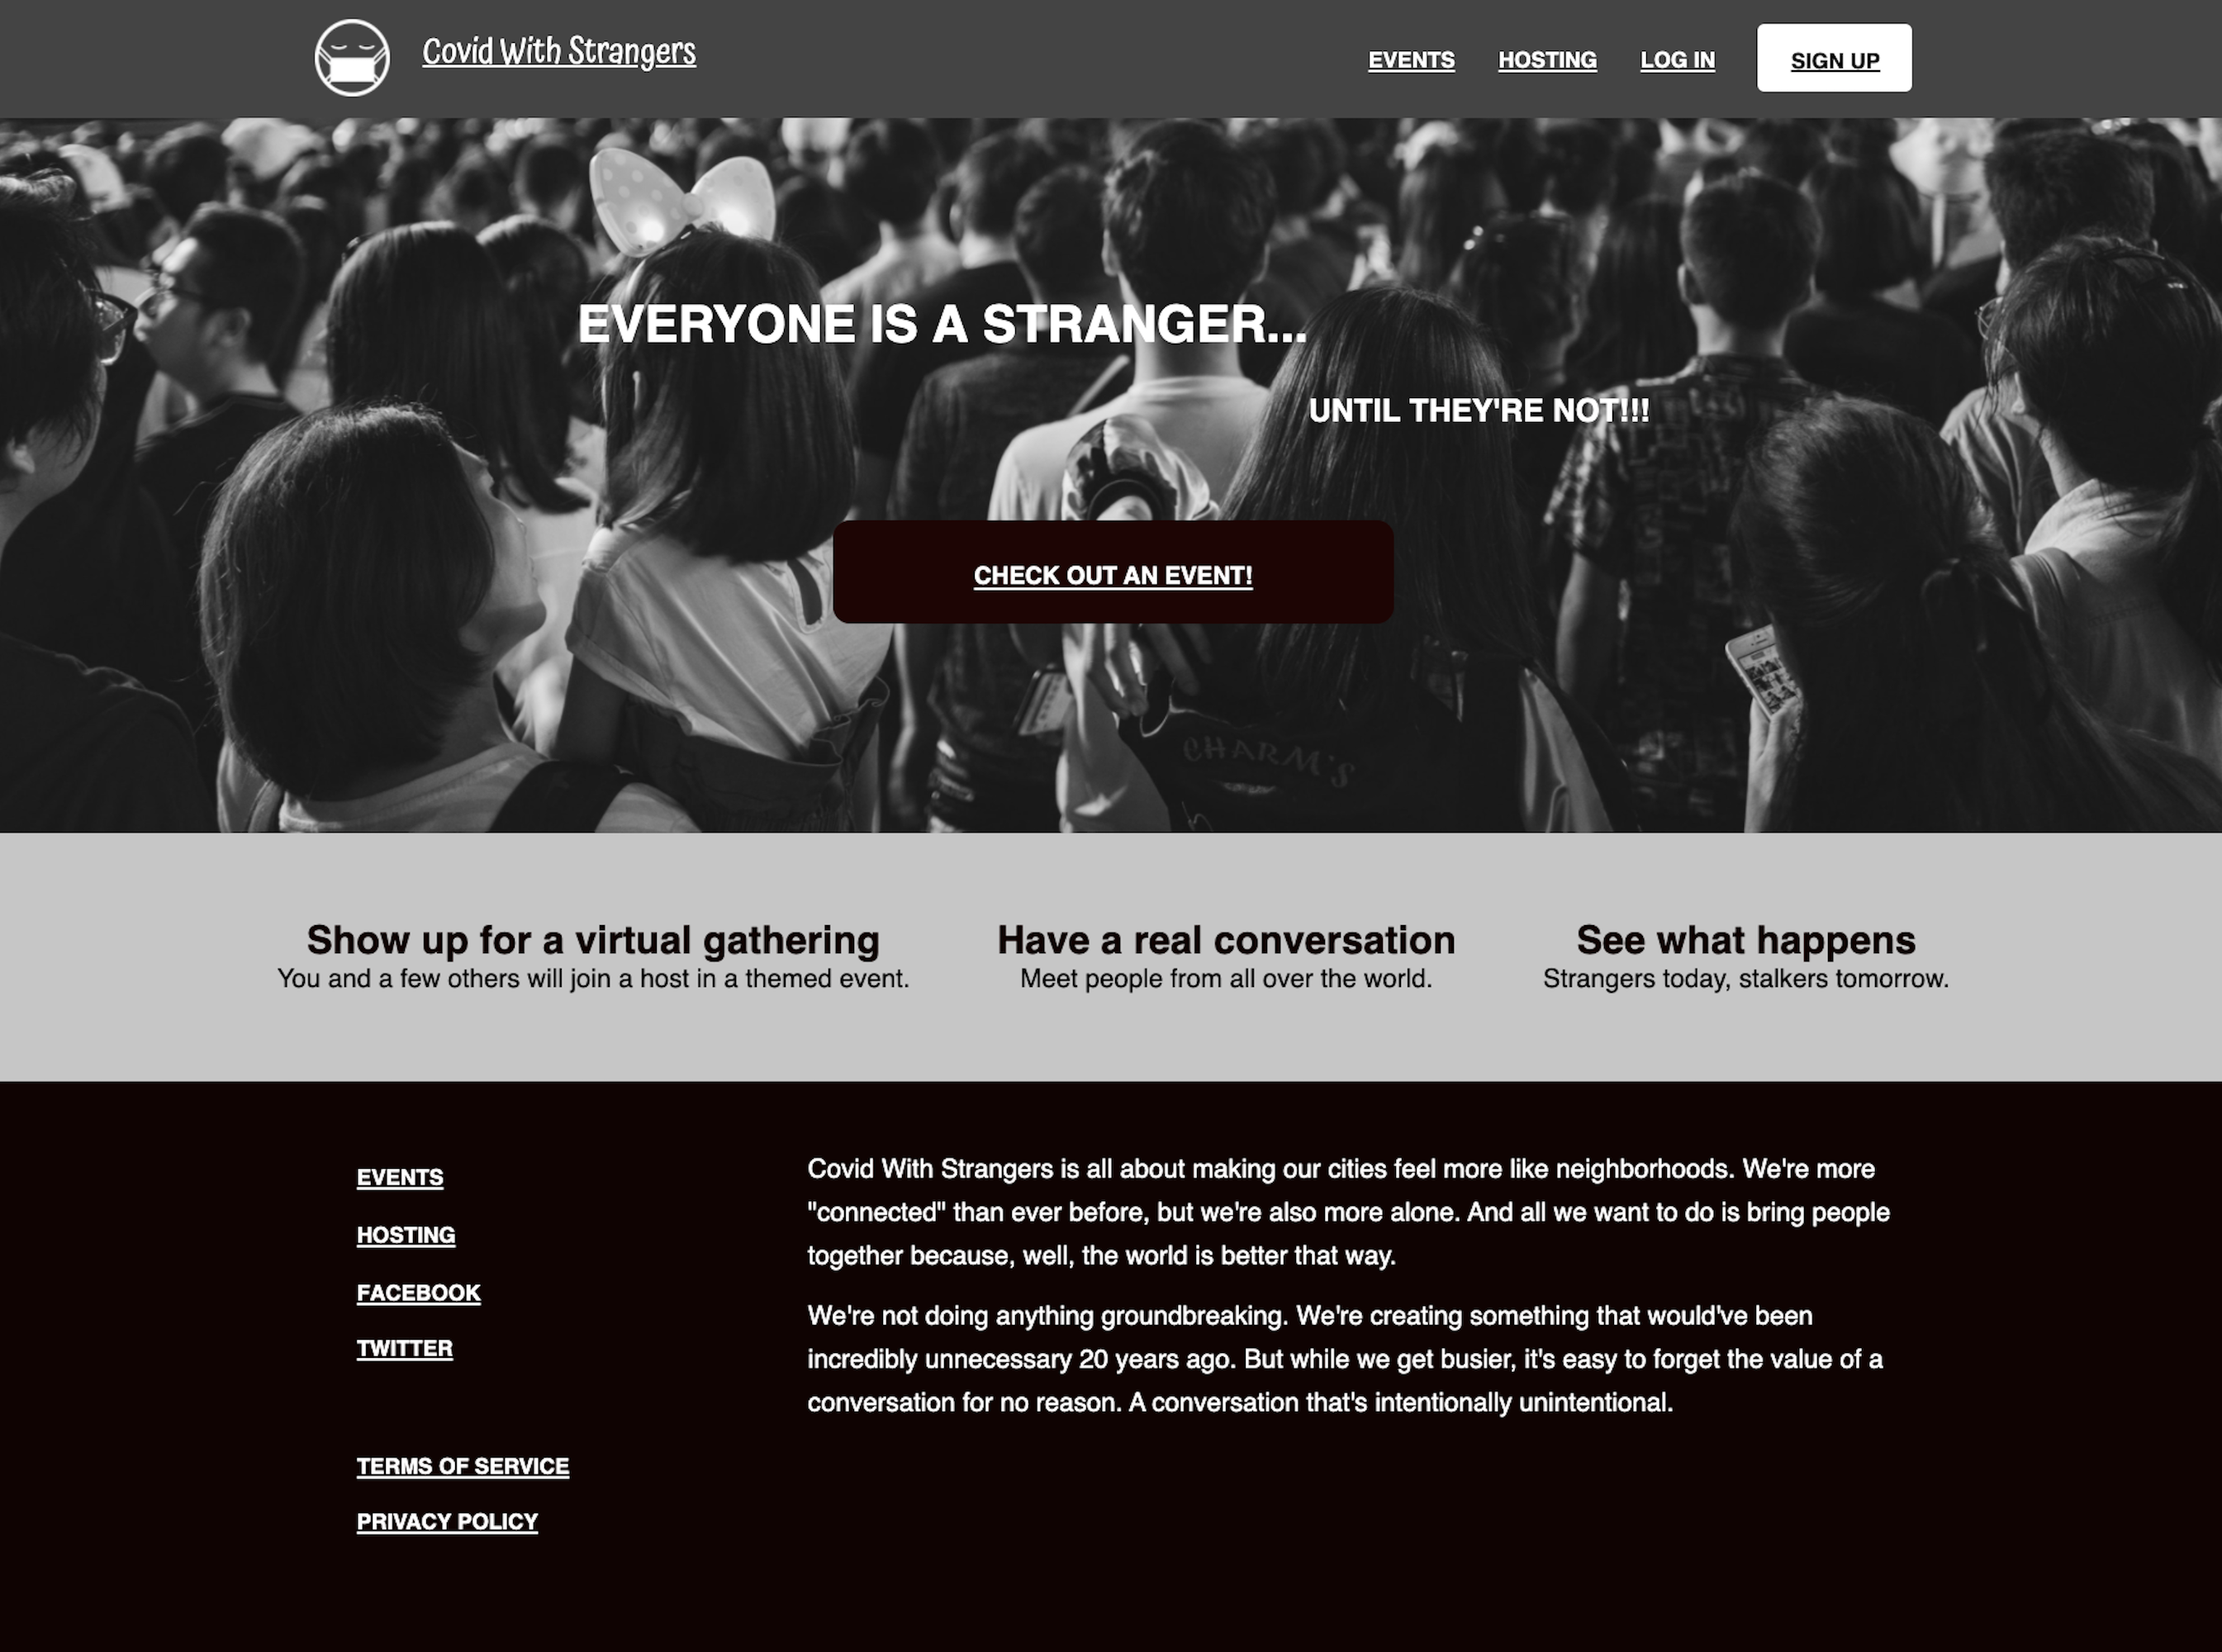 Covid With Strangers
EVENTS
HOSTING
LOG IN
SIGN UP
EVERYONE IS A STRANGER...
UNTIL THEY'RE NOT!!!
CHECK OUT AN EVENT!
CHARM'S
Show up for a virtual gathering
You and a few others will join a host in a themed event.
Have a real conversation
Meet people from all over the world.
See what happens
Strangers today, stalkers tomorrow.
EVENTS
HOSTING
FACEBOOK
TWITTER
TERMS OF SERVICE
PRIVACY POLICY
Covid With Strangers is all about making our cities feel more like neighborhoods. We're more
"connected" than ever before, but we're also more alone. And all we want to do is bring people
together because, well, the world is better that way.
We're not doing anything groundbreaking. We're creating something that would've been
incredibly unnecessary 20 years ago. But while we get busier, it's easy to forget the value of a
conversation for no reason. A conversation that's intentionally unintentional.